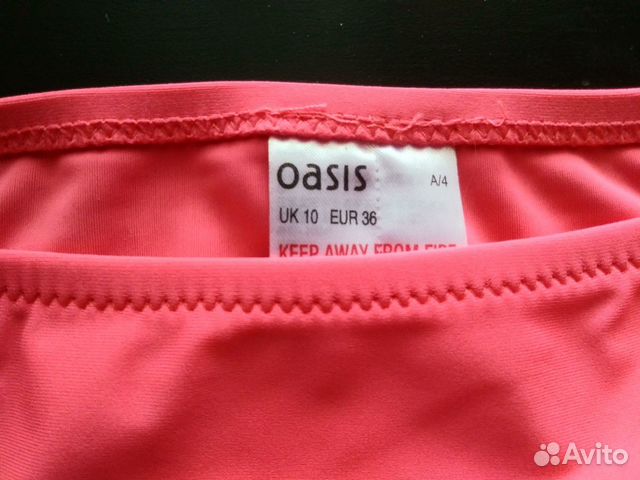 oasis
A/4
UK 10 EUR 36
KEEP AWAY FROM FIRE
Avito